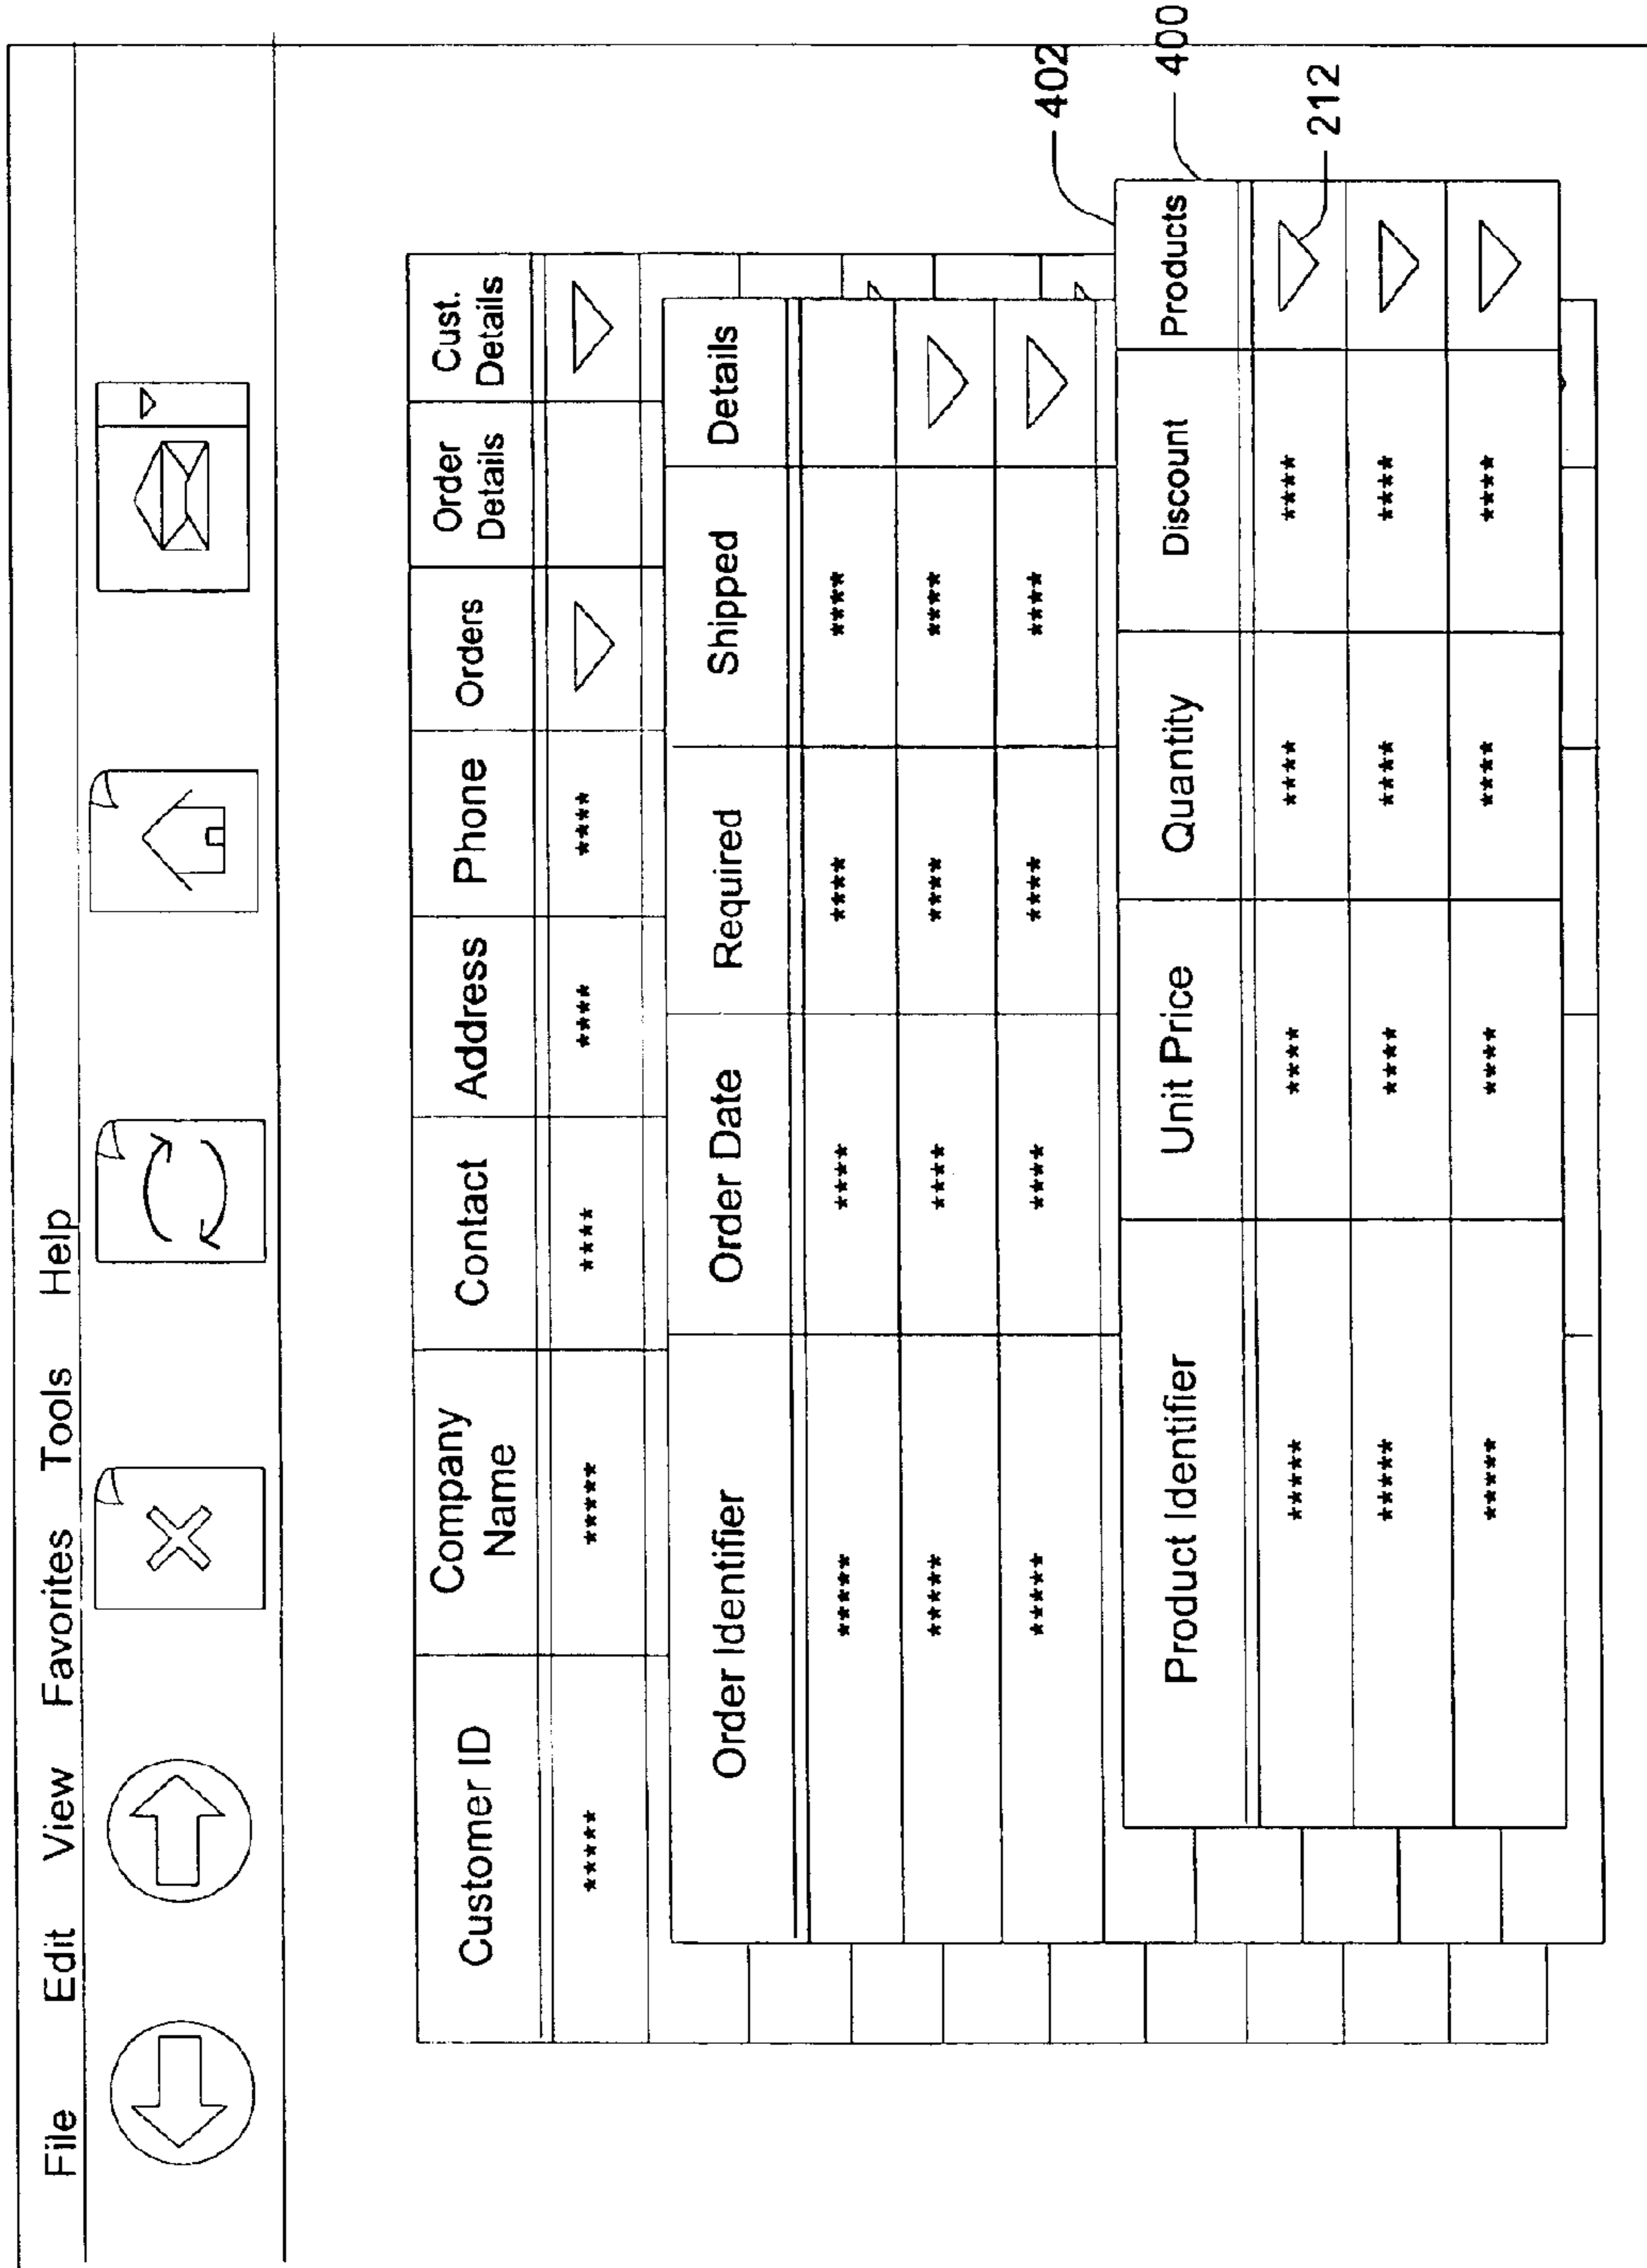 File Edit View Favorites Tools Help
Customer ID Company Name Contact Address Phone Orders Order Details Cust. Details
***** ***** **** **** ****
Order Identifier Order Date Required Shipped Details
***** **** **** ****
***** **** **** ****
***** **** **** ****
402
Product Identifier Unit Price Quantity Discount Products
400
***** **** **** ****
212
***** **** **** ****
***** **** **** ****